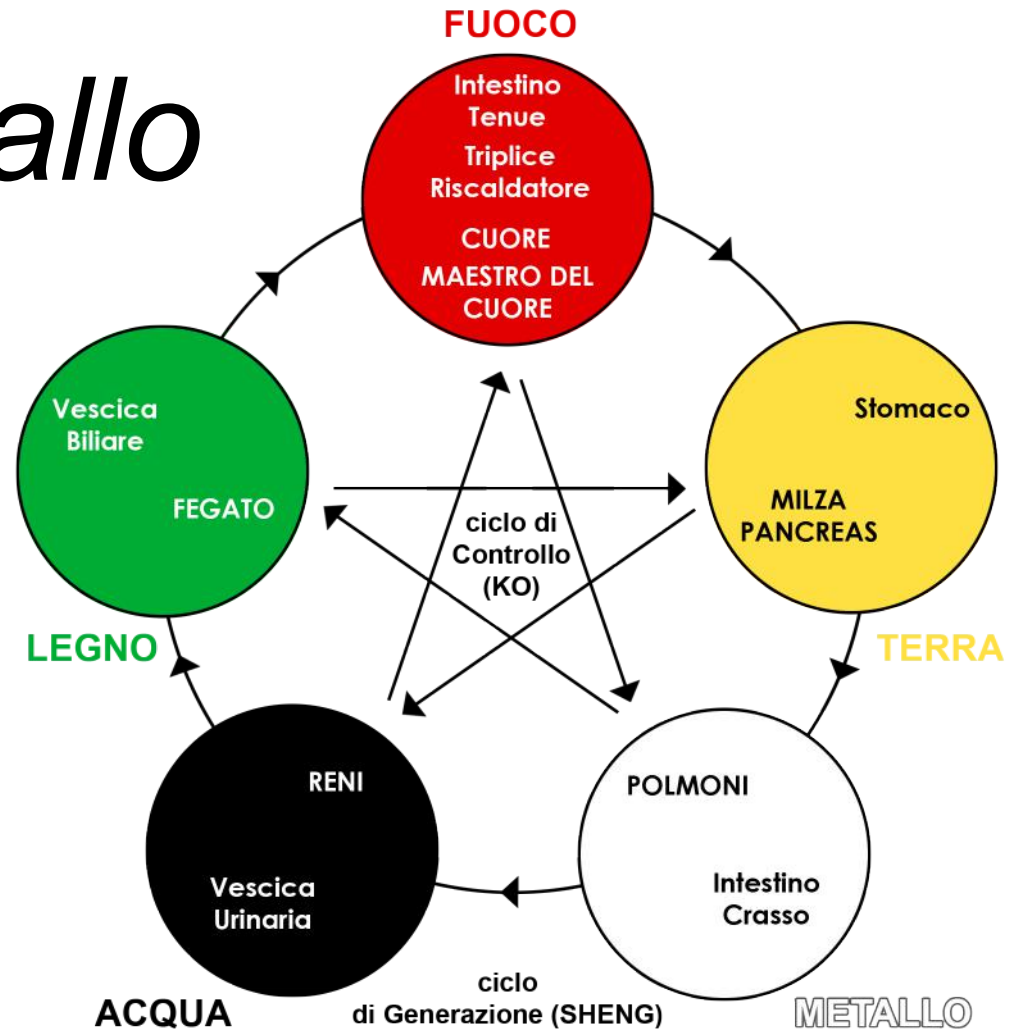 FUOCO
allo
Intestino
Tenue
Triplice
Riscaldatore
CUORE
MAESTRO DEL
CUORE
Vescica
Biliare
FEGATO
LEGNO
Stomaco
MILZA
PANCREAS
TERRA
ciclo di
Controllo
(KO)
RENI
Vescica
Urinaria
ACQUA
POLMONI
Intestino
Crasso
METALLO
ciclo
di Generazione (SHENG)